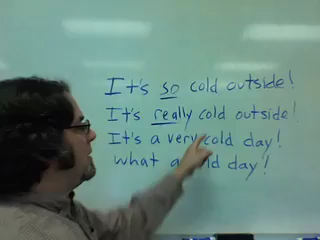 It's so cold outside!
It's really cold outside!
It's a very cold day!
what a day!